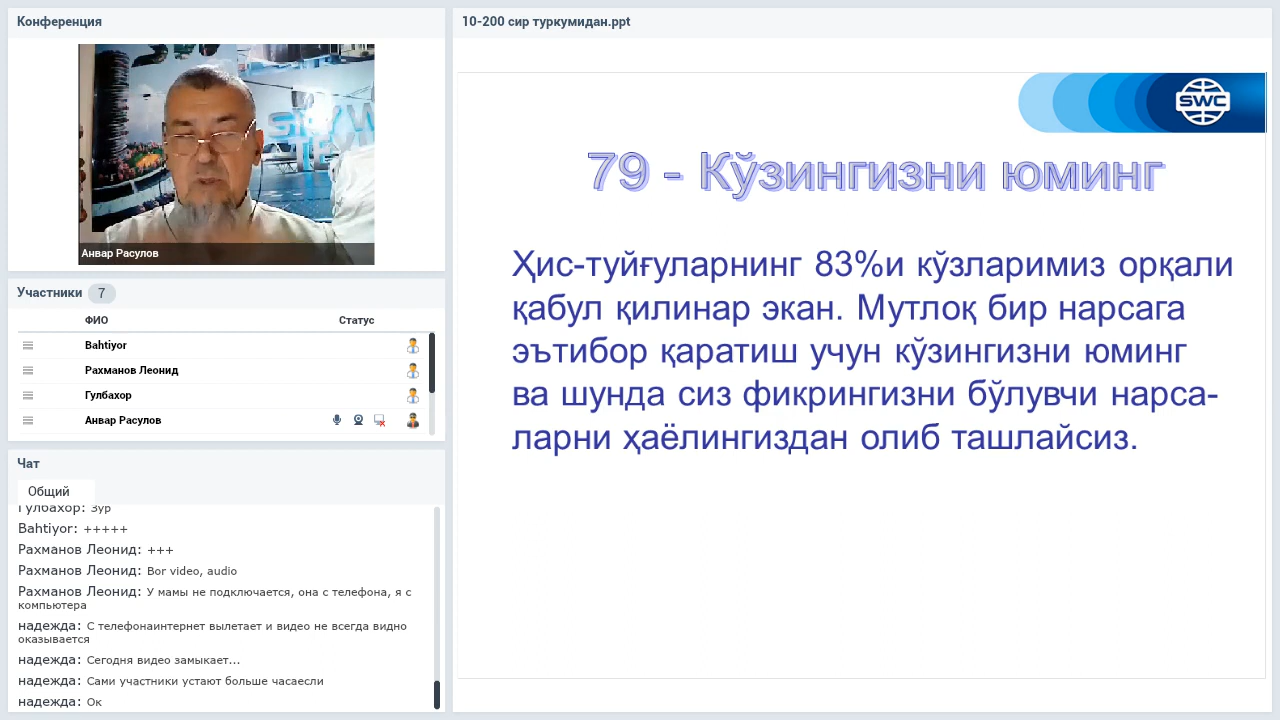 Конференция
Анвар Расулов
Участники 7
ФИО Статус
Bahtiyor
Рахманов Леонид
Гулбахор
Анвар Расулов
Чат
Общий
Гулбахор: Зур
Bahtiyor: +++++
Рахманов Леонид: +++
Рахманов Леонид: Bor video, audio
Рахманов Леонид: У мамы не подключается, она с телефона, я с
компьютера
надежда: С телефонаинтернет вылетает и видео не всегда видно
оказывается
надежда: Сегодня видео замыкает...
надежда: Сами участники устают больше часаесли
надежда: Ок
10-200 сир туркумидан.ppt
SWC
79 - Кўзингизни юминг
Ҳис-туйғуларнинг 83%и кўзларимиз орқали
қабул қилинар экан. Мутлоқ бир нарсага
эътибор қаратиш учун кўзингизни юминг
ва шунда сиз фикрингизни бўлувчи нарса-
ларни ҳаёлингиздан олиб ташлайсиз.